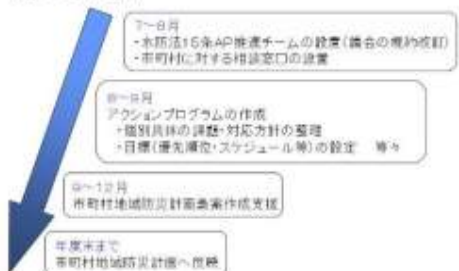 7～8月
・水防法15条AP推進チームの設置(議会の規約改訂)
・市町村に対する相談窓口の設置
8～9月
アクションプログラムの作成
・個別具体の課題・対応方針の整理
・目標(優先順位・スケジュール等)の設定　等々
9～12月
市町村地域防災計画素案作成支援
年度末まで
市町村地域防災計画へ反映